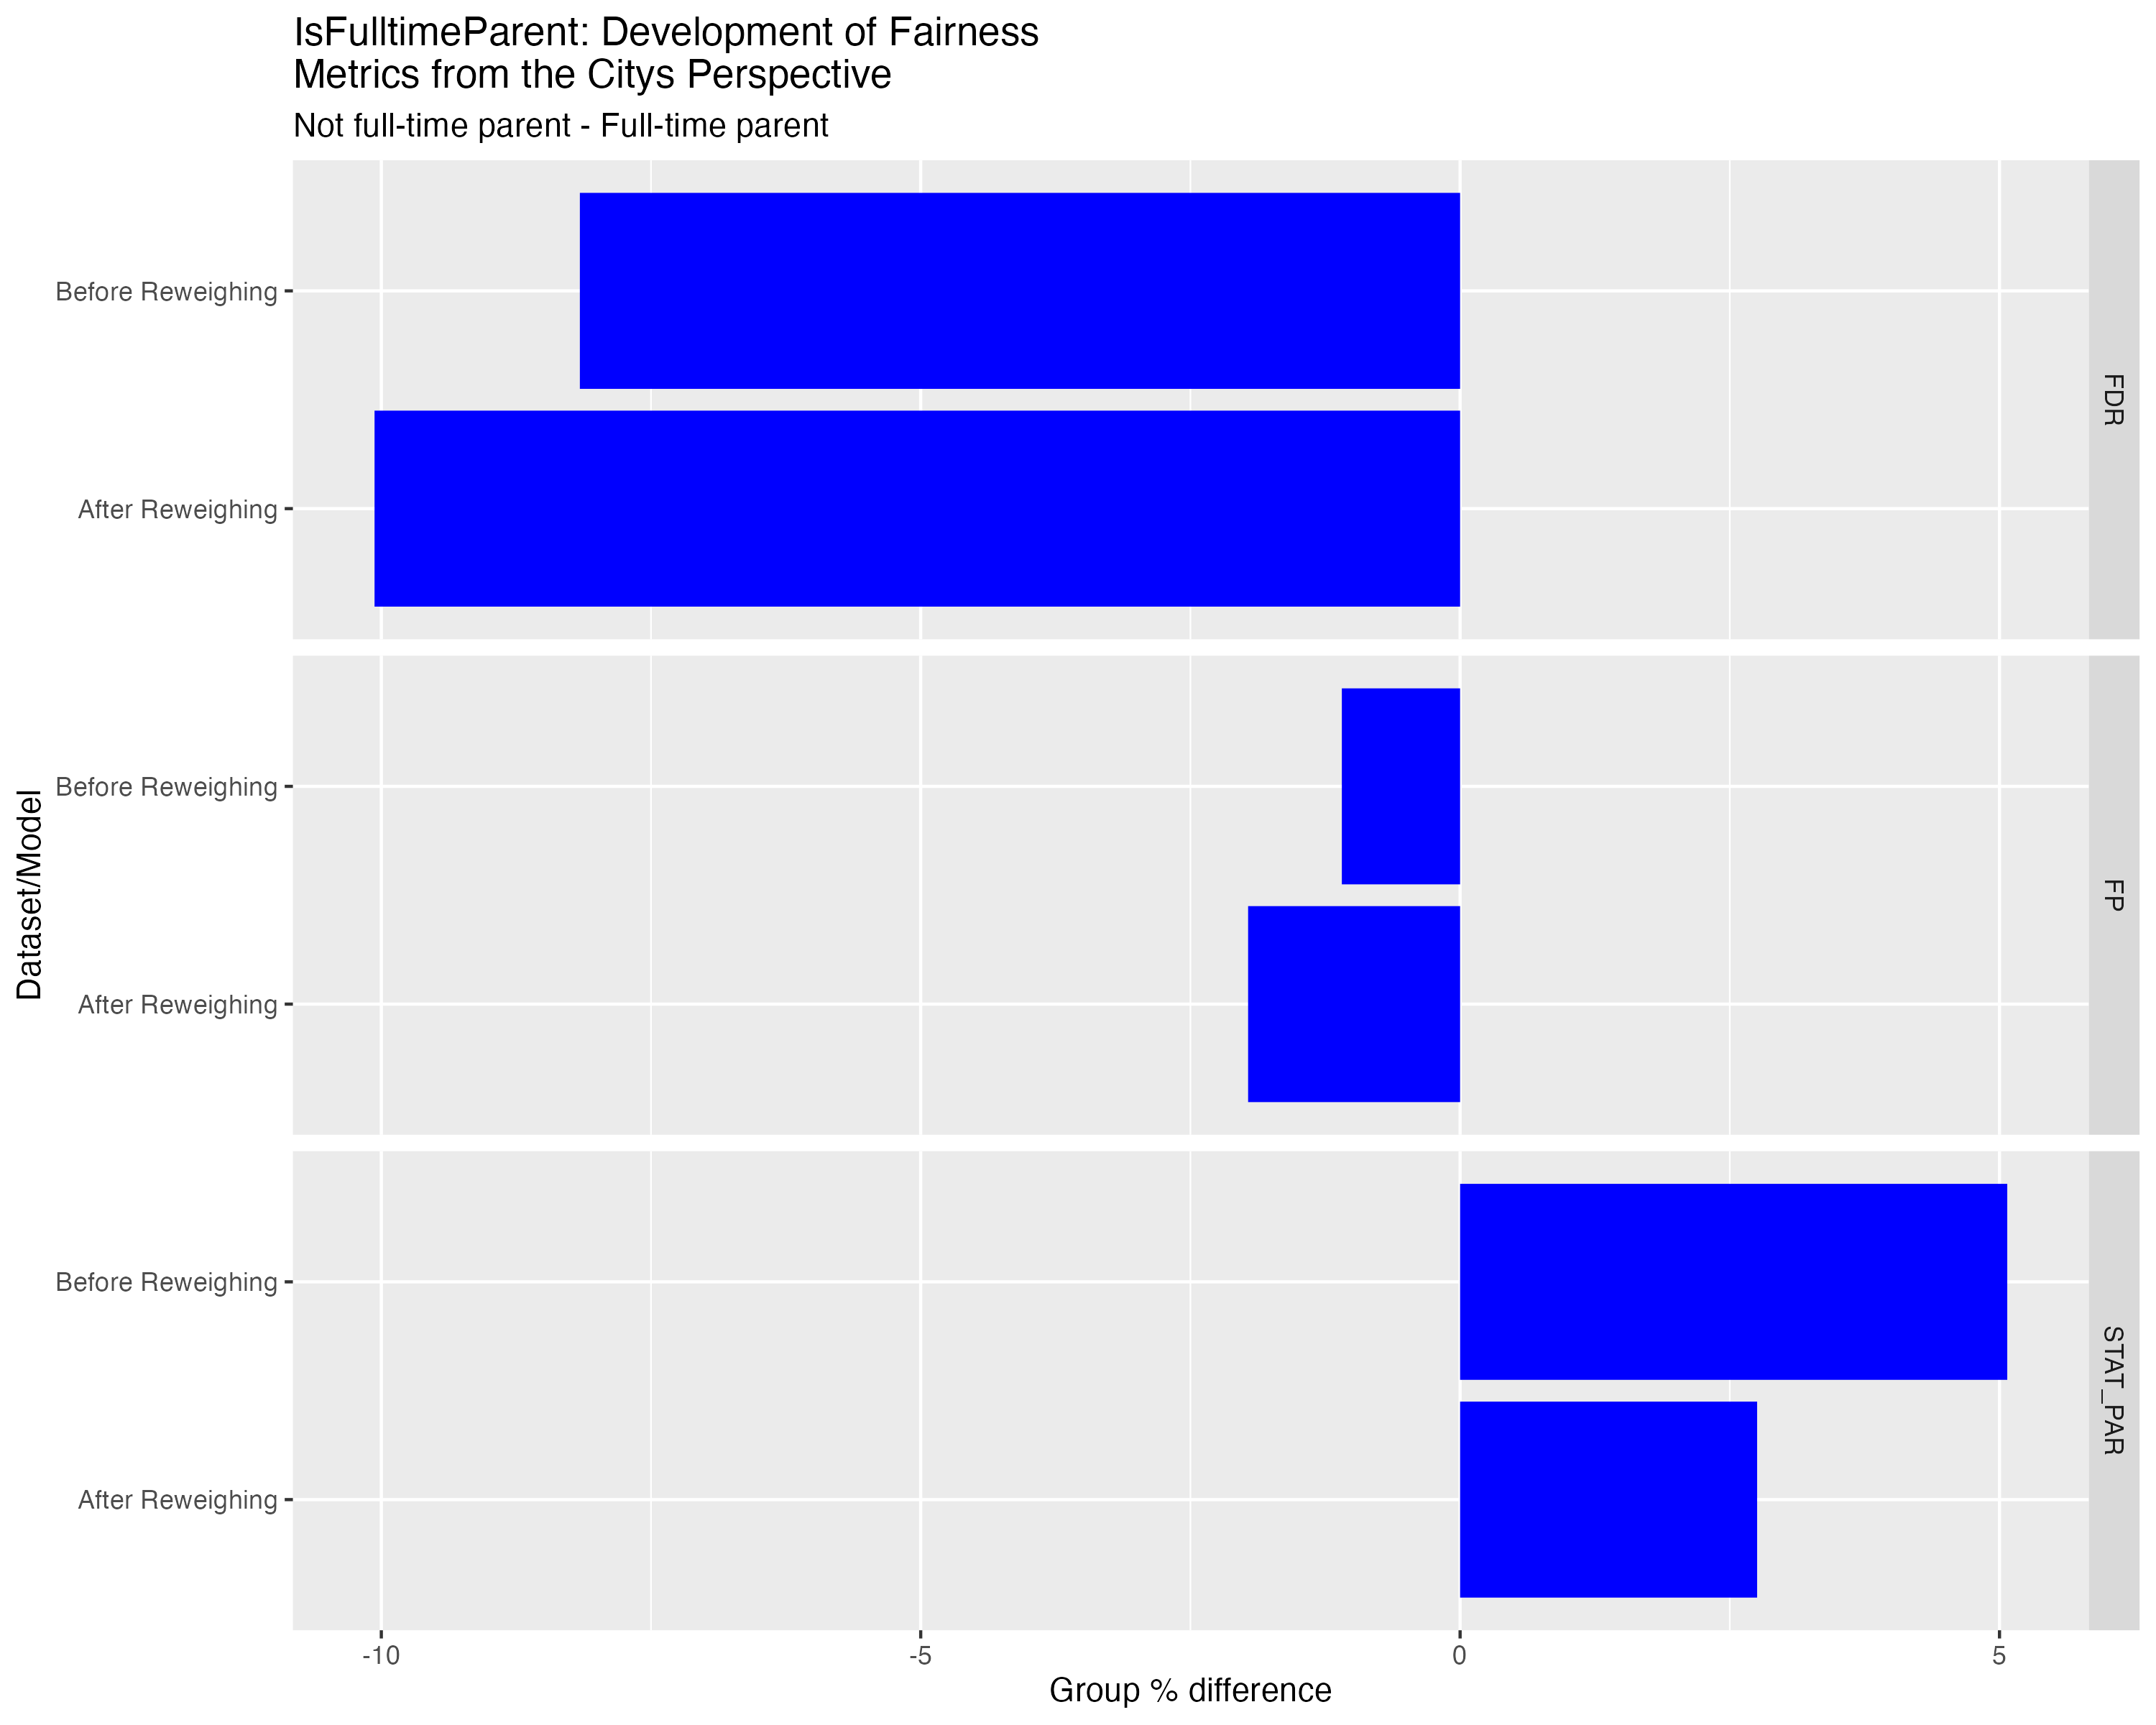 IsFulltimeParent: Development of Fairness
Metrics from the Citys Perspective
Not full-time parent - Full-time parent
Dataset/Model
Before Reweighing
After Reweighing
FDR
Before Reweighing
After Reweighing
FP
Before Reweighing
After Reweighing
STAT_PAR
-10
-5
0
5
Group % difference